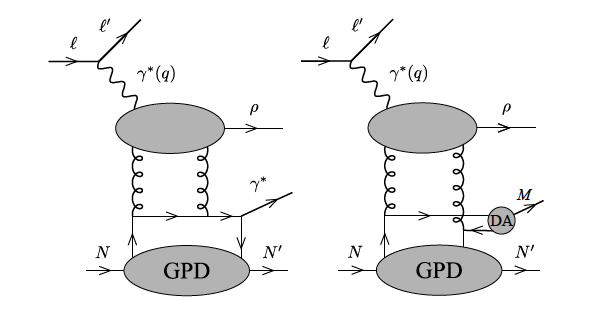 ℓ ℓ′ γ*(q) ρ γ* N GPD N′
ℓ ℓ′ γ*(q) ρ DA M N GPD N′